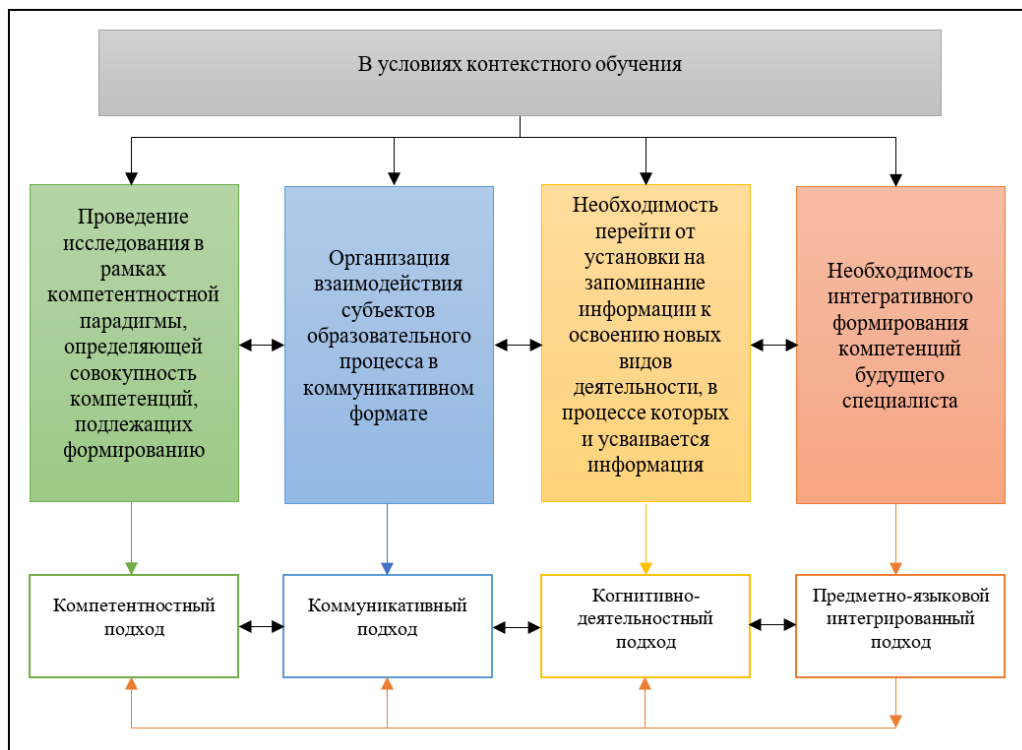 В условиях контекстного обучения
Проведение
исследования в
рамках
компетентностной
парадигмы,
определяющей
совокупность
компетенций,
подлежащих
формированию
Организация
взаимодействия
субъектов
образовательного
процесса в
коммуникативном
формате
Необходимость
перейти от
установки на
запоминание
информации к
освоению новых
видов
деятельности, в
процессе которых
и усваивается
информация
Необходимость
интегративного
формирования
компетенций
будущего
специалиста
Компетентностный
подход
Коммуникативный
подход
Когнитивно-
деятельностный
подход
Предметно-языковой
интегрированный
подход